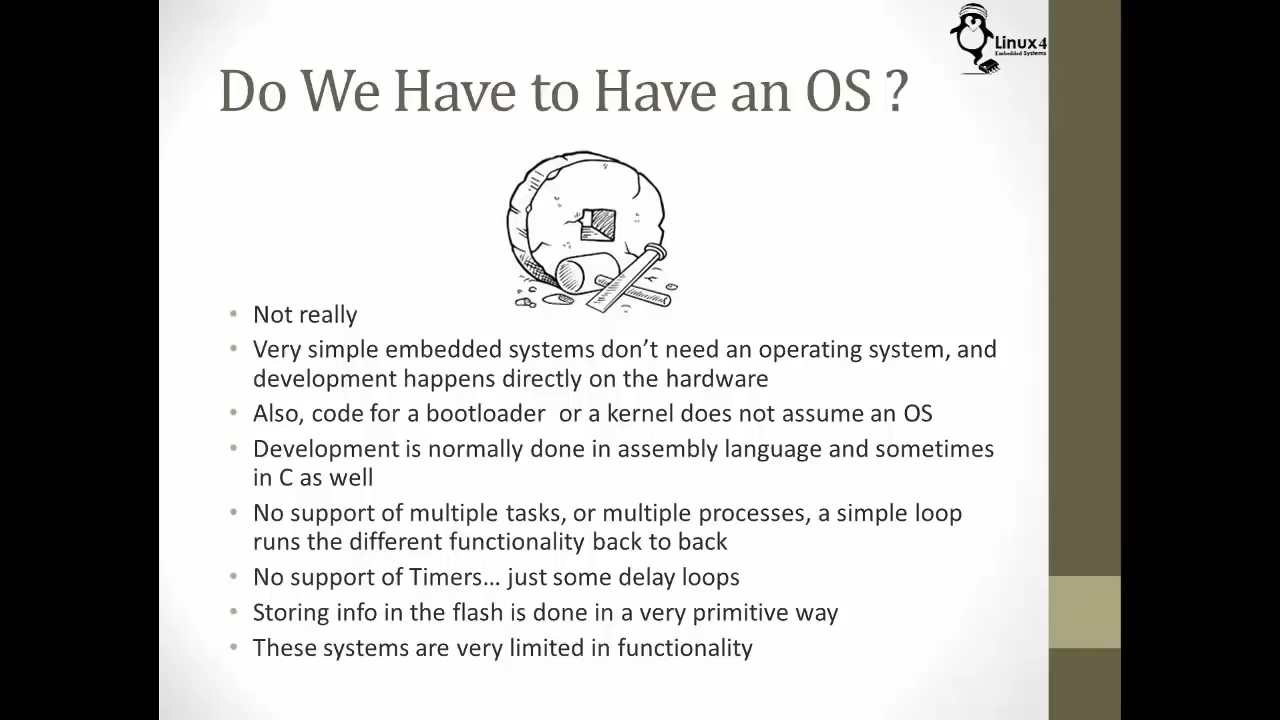 Linux4
Embedded Systems
Do We Have to Have an OS ?
• Not really
• Very simple embedded systems don’t need an operating system, and
development happens directly on the hardware
• Also, code for a bootloader  or a kernel does not assume an OS
• Development is normally done in assembly language and sometimes
in C as well
• No support of multiple tasks, or multiple processes, a simple loop
runs the different functionality back to back
• No support of Timers… just some delay loops
• Storing info in the flash is done in a very primitive way
• These systems are very limited in functionality